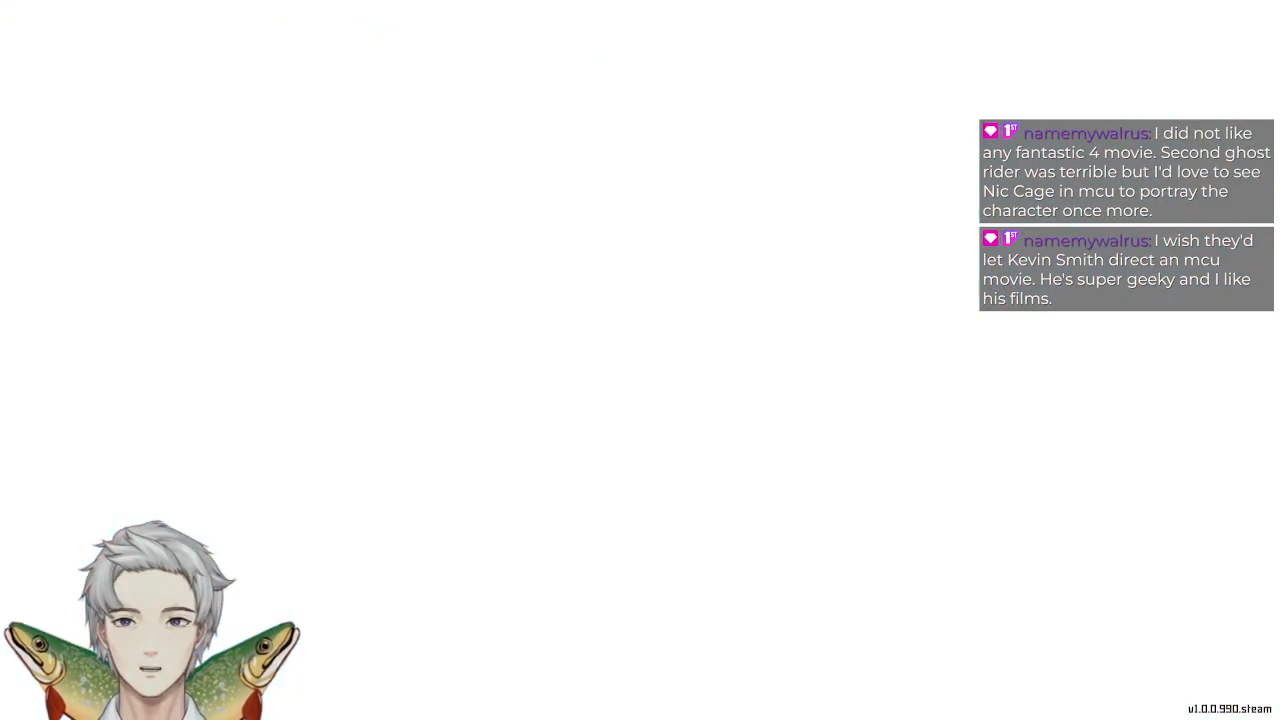 1ST namemywalrus: I did not like
any fantastic 4 movie. Second ghost
rider was terrible but I'd love to see
Nic Cage in mcu to portray the
character once more.
1ST namemywalrus: I wish they'd
let Kevin Smith direct an mcu
movie. He's super geeky and I like
his films.
v1.0.0.990.steam